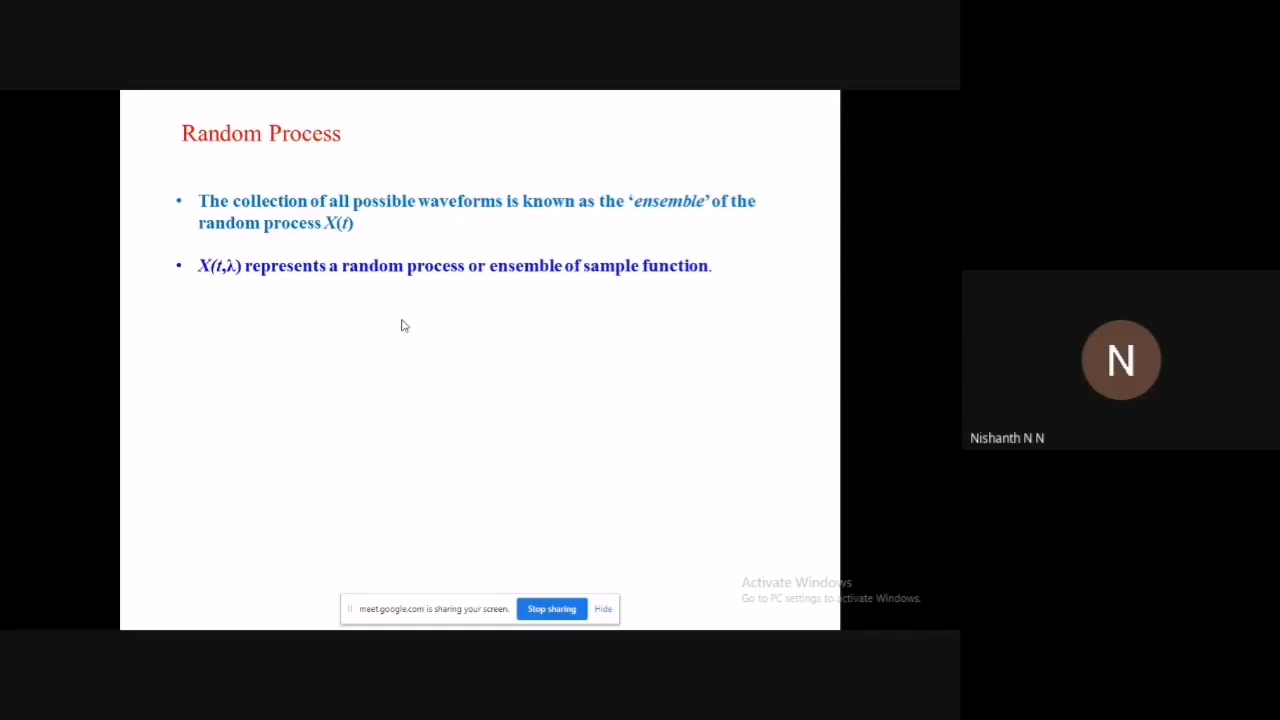 Random Process
• The collection of all possible waveforms is known as the ‘ensemble’ of the
random process X(t)
• X(t,λ) represents a random process or ensemble of sample function.
N
Nishanth N N
Activate Windows
Go to PC settings to activate Windows.
meet.google.com is sharing your screen. Stop sharing Hide